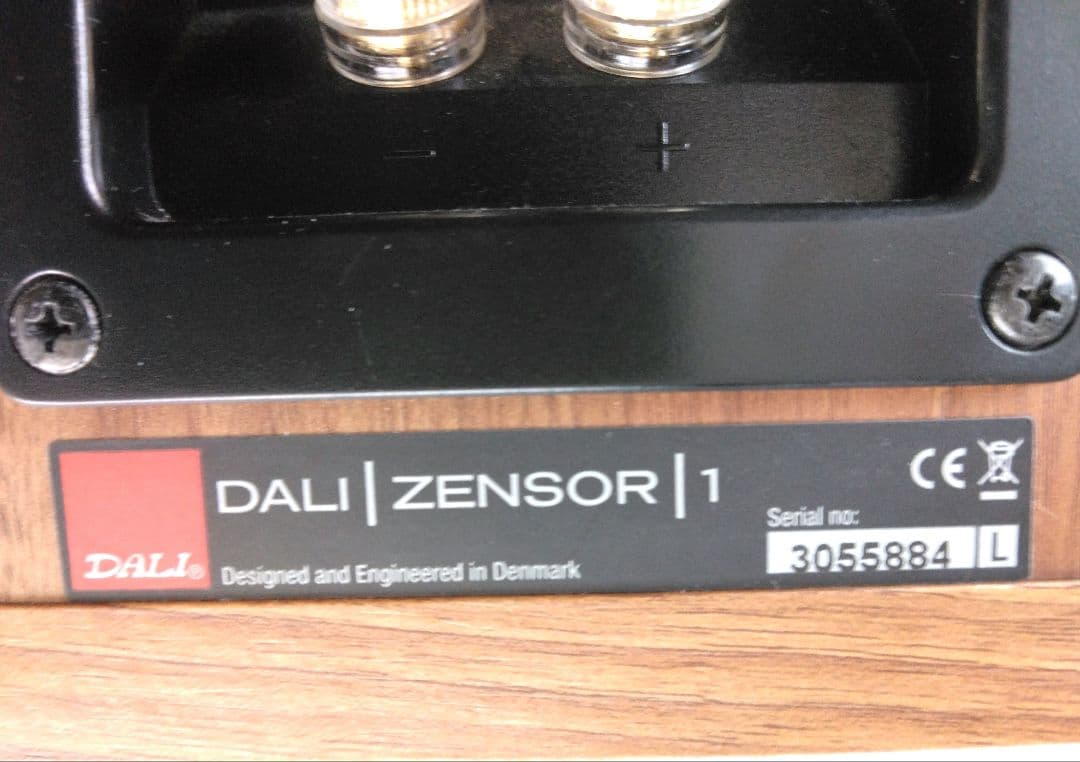 − +
DALI | ZENSOR | 1
CE
Serial no:
3055884 L
DALI® Designed and Engineered in Denmark